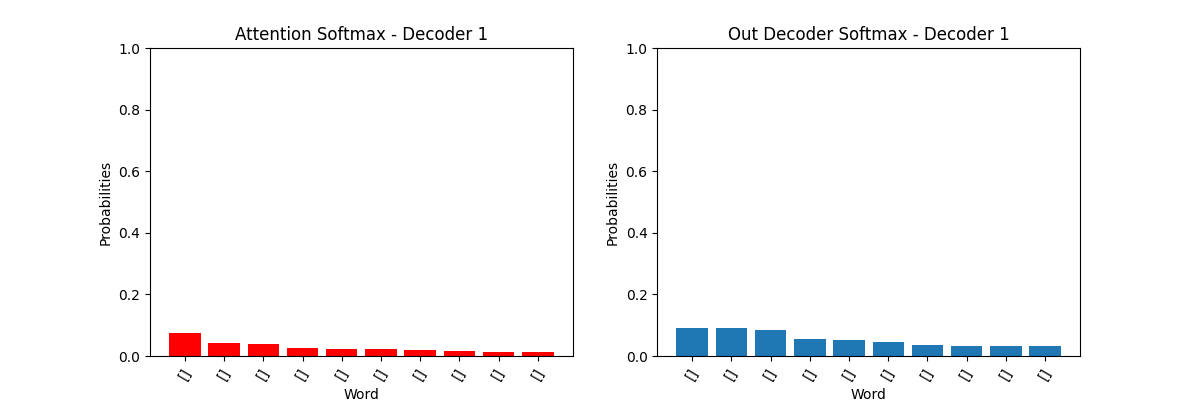 Attention Softmax - Decoder 1
1.0
0.8
0.6
0.4
0.2
0.0
Probabilities
[] [] [] [] [] [] [] [] [] []
Word
Out Decoder Softmax - Decoder 1
1.0
0.8
0.6
0.4
0.2
0.0
Probabilities
[] [] [] [] [] [] [] [] [] []
Word